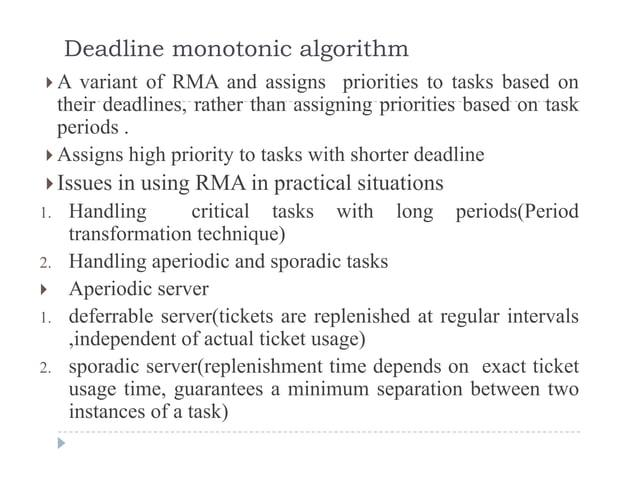 Deadline monotonic algorithm
A variant of RMA and assigns priorities to tasks based on
their deadlines, rather than assigning priorities based on task
periods .
Assigns high priority to tasks with shorter deadline
Issues in using RMA in practical situations
1. Handling critical tasks with long periods(Period
transformation technique)
2. Handling aperiodic and sporadic tasks
Aperiodic server
1. deferrable server(tickets are replenished at regular intervals
,independent of actual ticket usage)
2. sporadic server(replenishment time depends on exact ticket
usage time, guarantees a minimum separation between two
instances of a task)